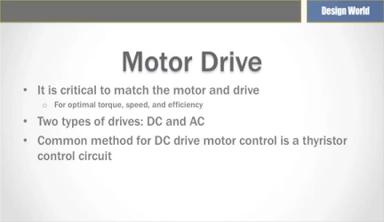 Design World
Motor Drive
• It is critical to match the motor and drive
o For optimal torque, speed, and efficiency
• Two types of drives: DC and AC
• Common method for DC drive motor control is a thyristor
control circuit